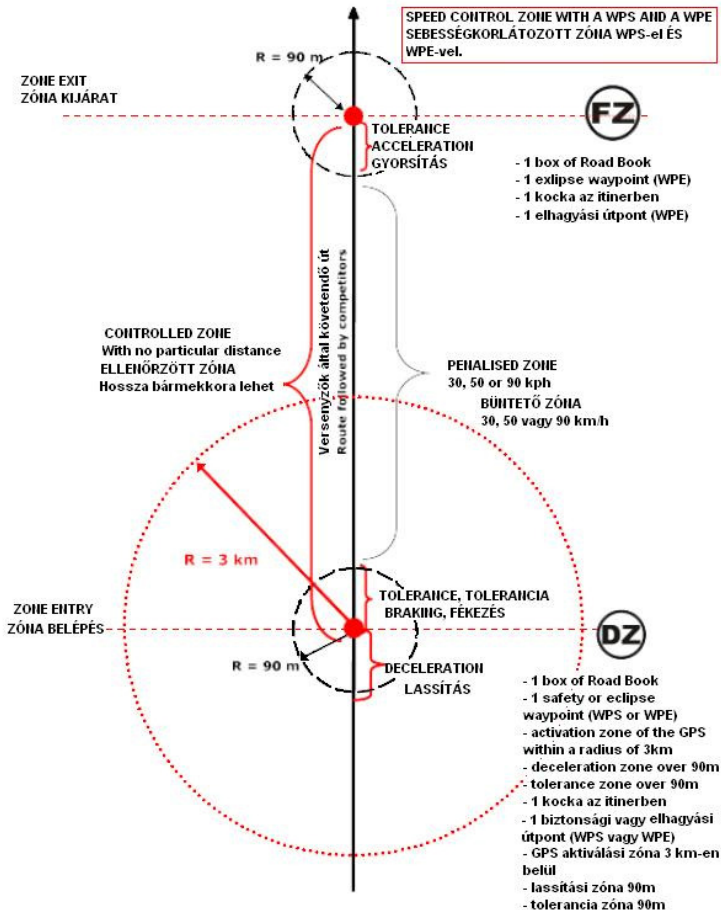 SPEED CONTROL ZONE WITH A WPS AND A WPE
SEBESSÉGKORLÁTOZOTT ZÓNA WPS-el ÉS
WPE-vel.
R = 90 m
ZONE EXIT
ZÓNA KIJÁRAT
FZ
TOLERANCE
ACCELERATION
GYORSÍTÁS
- 1 box of Road Book
- 1 exlipse waypoint (WPE)
- 1 kocka az itinerben
- 1 elhagyási útpont (WPE)
Versenyzők által követendő út
Route followed by competitors
CONTROLLED ZONE
With no particular distance
ELLENŐRZÖTT ZÓNA
Hossza bármekkora lehet
PENALISED ZONE
30, 50 or 90 kph
BÜNTETŐ ZÓNA
30, 50 vagy 90 km/h
R = 3 km
TOLERANCE, TOLERANCIA
BRAKING, FÉKEZÉS
ZONE ENTRY
ZÓNA BELÉPÉS
DZ
R = 90 m
DECELERATION
LASSÍTÁS
- 1 box of Road Book
- 1 safety or eclipse
waypoint (WPS or WPE)
- activation zone of the GPS
within a radius of 3km
- deceleration zone over 90m
- tolerance zone over 90m
- 1 kocka az itinerben
- 1 biztonsági vagy elhagyási
útpont (WPS vagy WPE)
- GPS aktiválási zóna 3 km-en
belül
- lassítási zóna 90m
- tolerancia zóna 90m